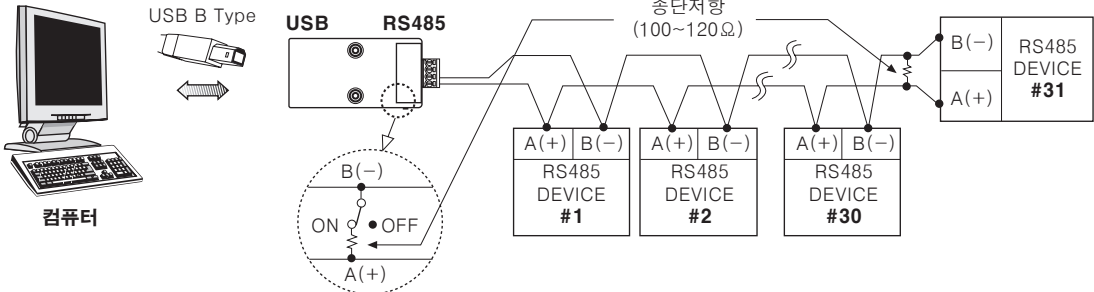 USB B Type
컴퓨터
USB
RS485
종단저항
(100~120Ω)
B(-)
ON
OFF
A(+)
A(+) B(-)
RS485
DEVICE
#1
A(+) B(-)
RS485
DEVICE
#2
A(+) B(-)
RS485
DEVICE
#30
B(-)
A(+)
RS485
DEVICE
#31